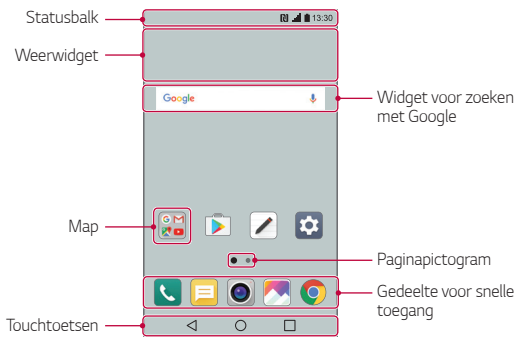 Statusbalk
13:30
Weerwidget
Google
Widget voor zoeken
met Google
Map
Paginapictogram
Gedeelte voor snelle
toegang
Touchtoetsen